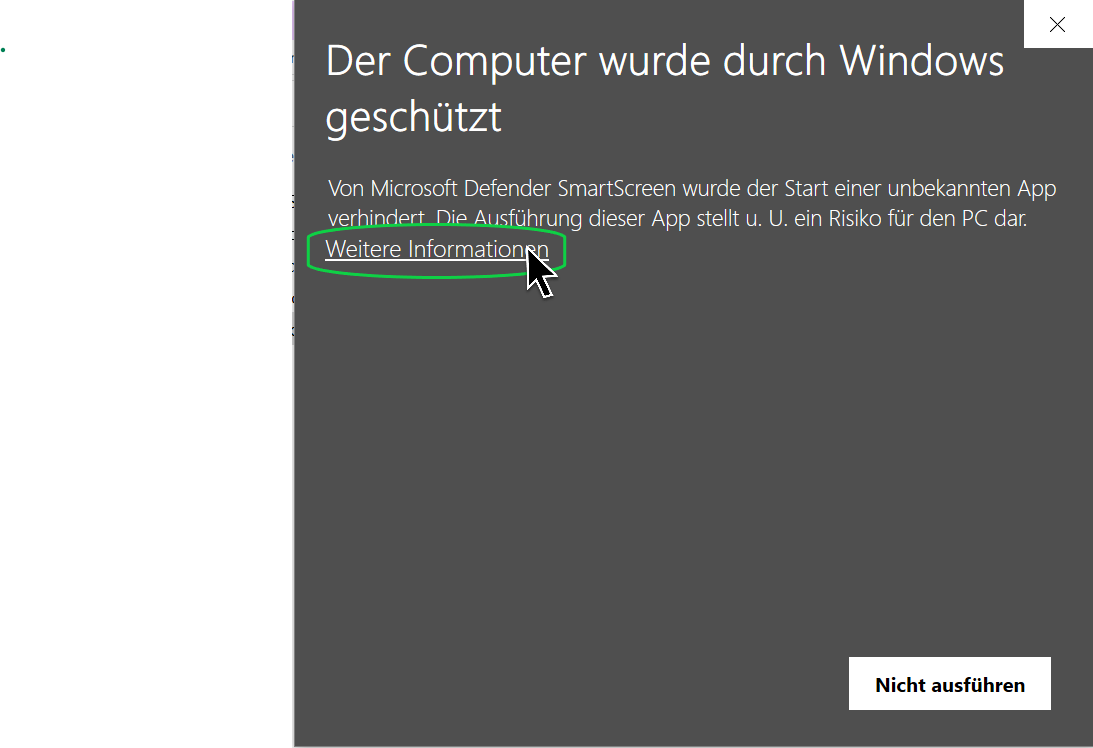 Der Computer wurde durch Windows
geschützt
Von Microsoft Defender SmartScreen wurde der Start einer unbekannten App
verhindert. Die Ausführung dieser App stellt u. U. ein Risiko für den PC dar.
Weitere Informationen
Nicht ausführen